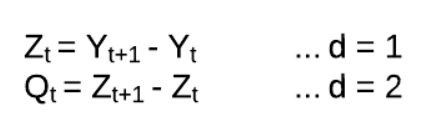 Zt = Yt+1 - Yt ... d = 1
Qt = Zt+1 - Zt ... d = 2